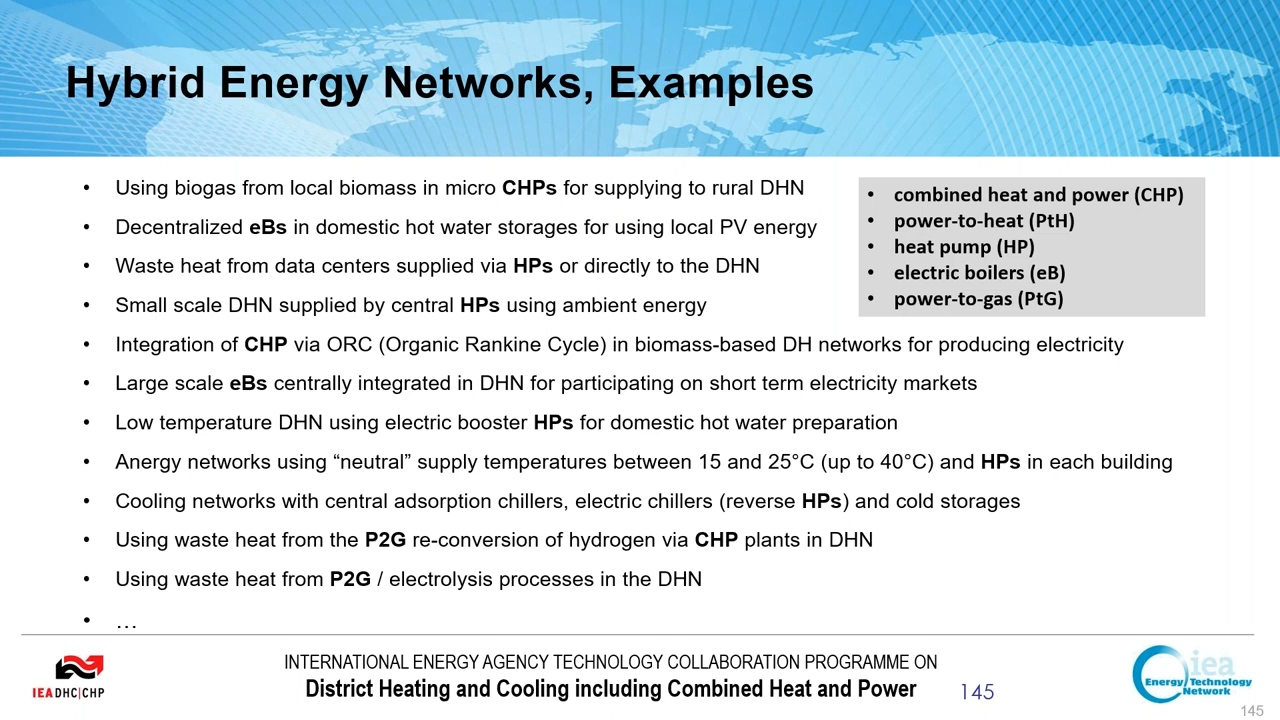 Hybrid Energy Networks, Examples
• Using biogas from local biomass in micro CHPs for supplying to rural DHN
• Decentralized eBs in domestic hot water storages for using local PV energy
• Waste heat from data centers supplied via HPs or directly to the DHN
• Small scale DHN supplied by central HPs using ambient energy
• Integration of CHP via ORC (Organic Rankine Cycle) in biomass-based DH networks for producing electricity
• Large scale eBs centrally integrated in DHN for participating on short term electricity markets
• Low temperature DHN using electric booster HPs for domestic hot water preparation
• Anergy networks using “neutral” supply temperatures between 15 and 25°C (up to 40°C) and HPs in each building
• Cooling networks with central adsorption chillers, electric chillers (reverse HPs) and cold storages
• Using waste heat from the P2G re-conversion of hydrogen via CHP plants in DHN
• Using waste heat from P2G / electrolysis processes in the DHN
• …
• combined heat and power (CHP)
• power-to-heat (PtH)
• heat pump (HP)
• electric boilers (eB)
• power-to-gas (PtG)
IEA DHC|CHP
INTERNATIONAL ENERGY AGENCY TECHNOLOGY COLLABORATION PROGRAMME ON
District Heating and Cooling including Combined Heat and Power
145
iea
Energy Technology
Network
145